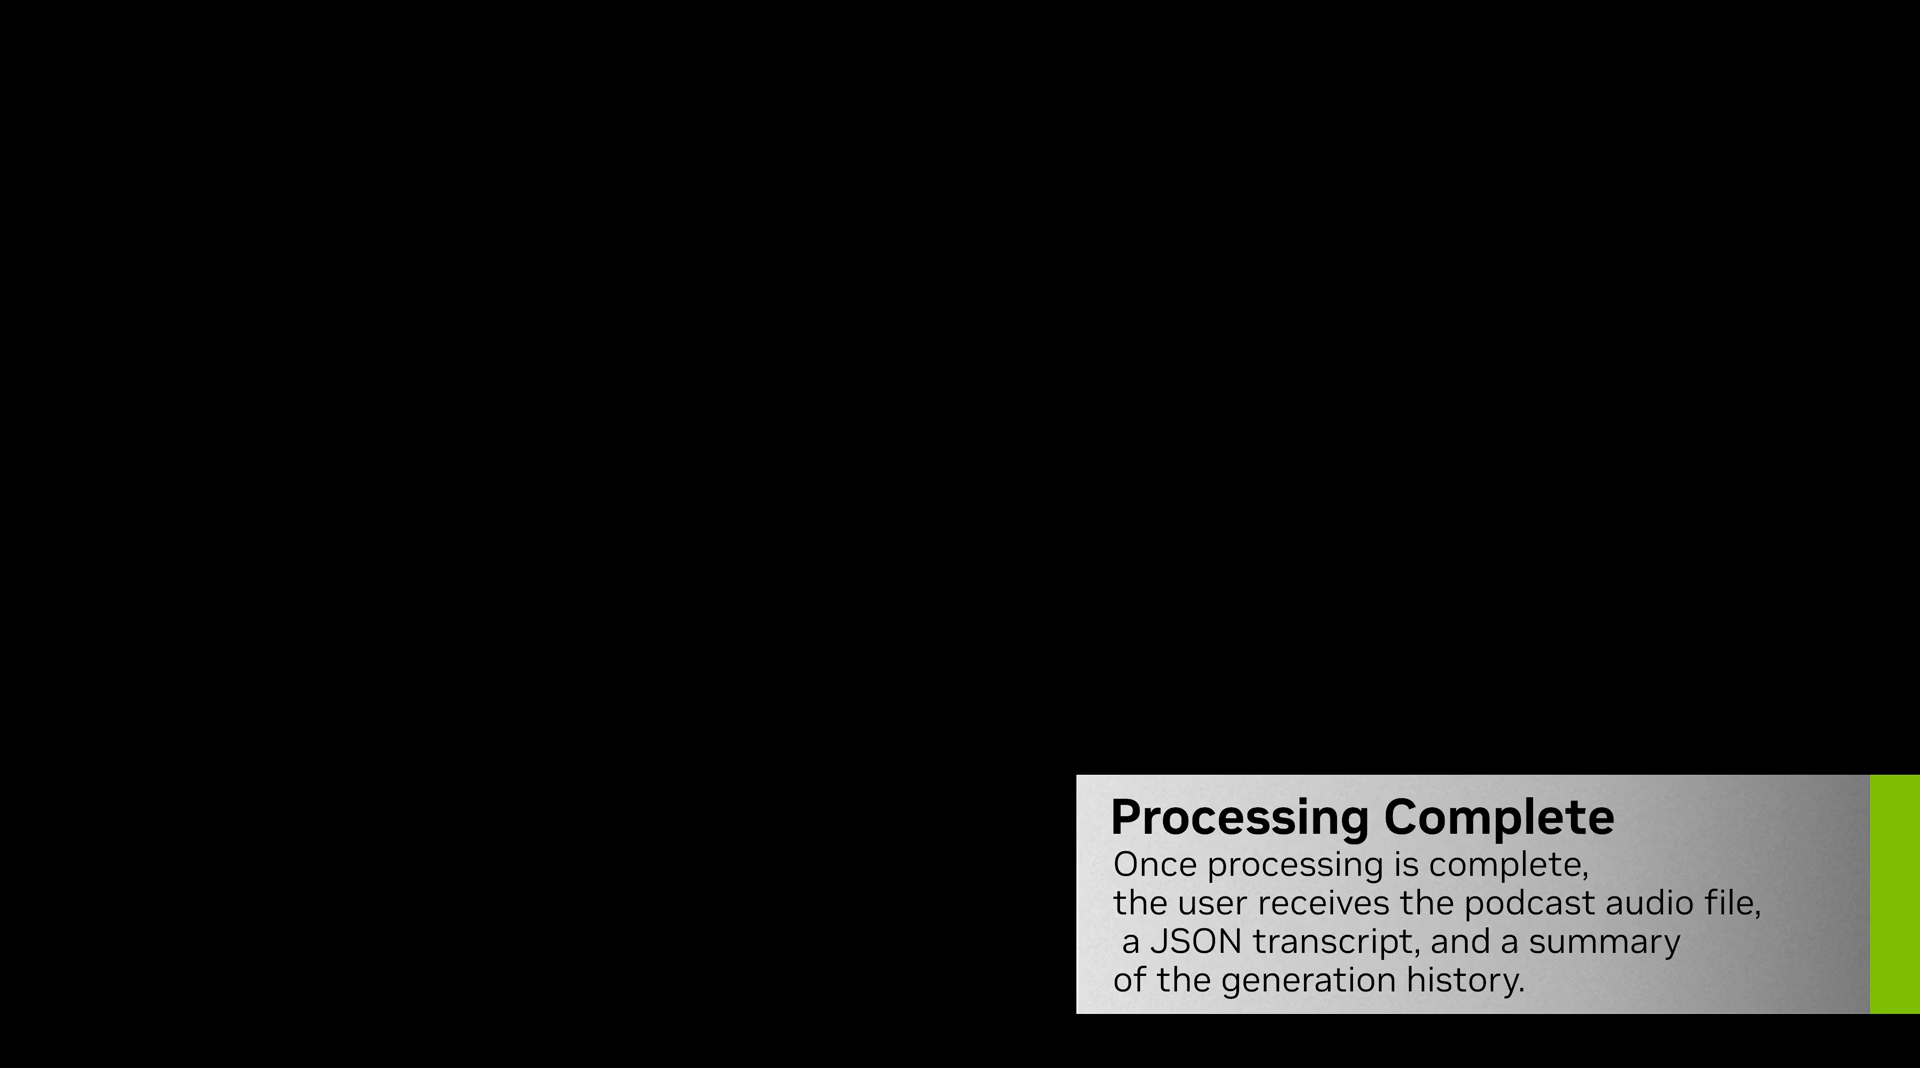 Processing Complete
Once processing is complete,
the user receives the podcast audio file,
a JSON transcript, and a summary
of the generation history.